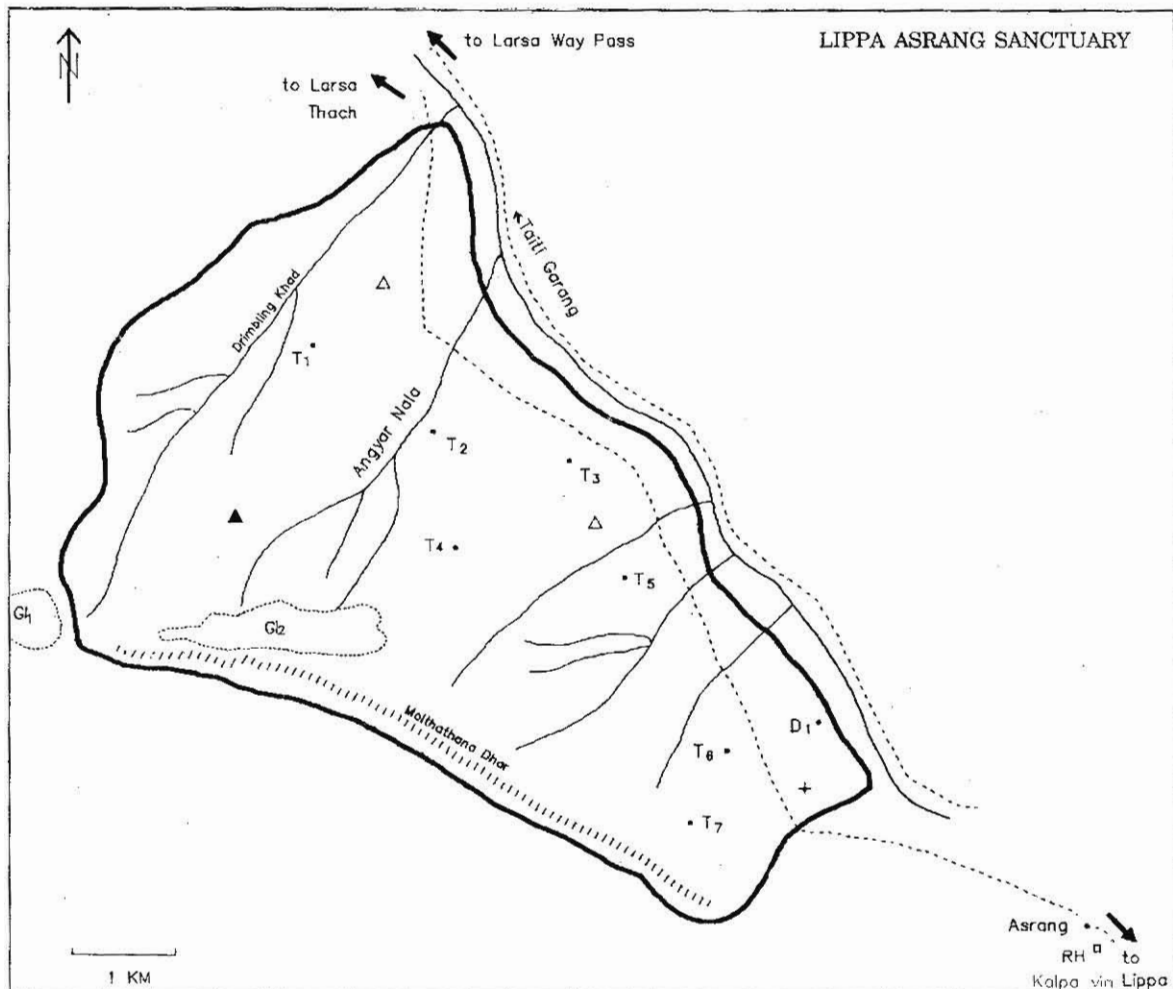 LIPPA ASRANG SANCTUARY
N
to Larsa Way Pass
to Larsa
Thach
Taiti Garang
Drimbling Khad
T1
Angyar Nala
T2
T3
T4
T5
Gl1
Gl2
Molthathana Dhar
D1
T6
T7
Asrang
RH
to
Kalpa via Lippa
1 KM